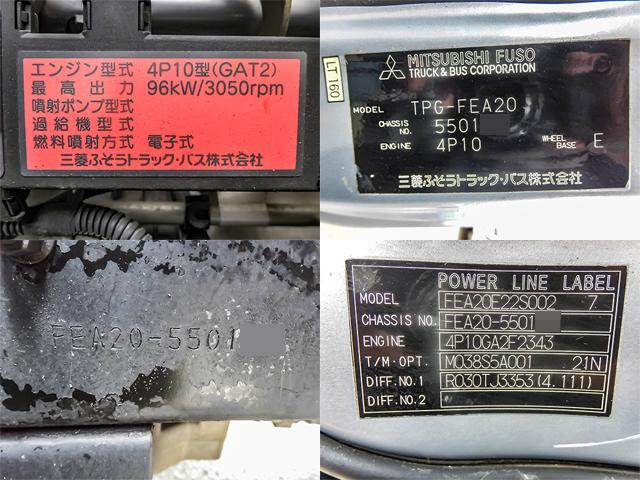 エンジン型式 4P10型(GAT2)
最高出力 96kW/3050rpm
噴射ポンプ型式
過給機型式
燃料噴射方式 電子式
三菱ふそうトラック・バス株式会社
LT160
MITSUBISHI FUSO
TRUCK & BUS CORPORATION
MODEL TPG-FEA20
CHASSIS NO. 5501
ENGINE 4P10 WHEEL BASE E
三菱ふそうトラック・バス株式会社
FEA20-5501
POWER LINE LABEL
MODEL FEA20E22S002 7
CHASSIS NO. FEA20-5501
ENGINE 4P10GA2F2343
T/M・OPT. M038S5A001 21N
DIFF.NO.1 R030TJ3353(4.111)
DIFF.NO.2 -